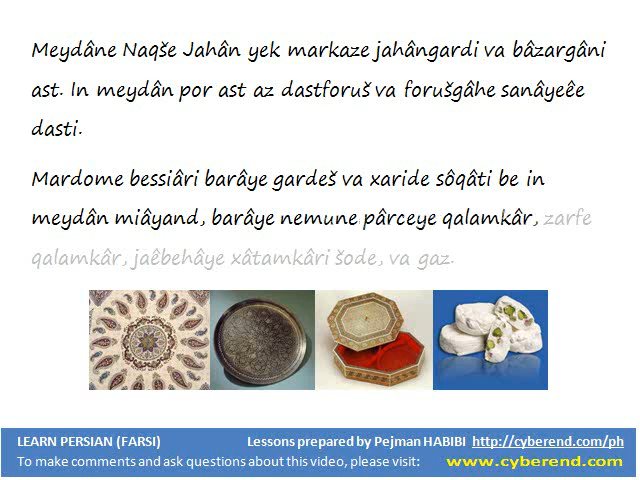 Meydâne Naqše Jahân yek markaze jahângardi va bâzargâni
ast. In meydân por ast az dastforuš va forušgâhe sanâyeêe
dasti.
Mardome bessiâri barâye gardeš va xaride sôqâti be in
meydân miâyand, barâye nemune pârceye qalamkâr, zarfe
qalamkâr, jaêbehâye xâtamkâri šode, va gaz.
LEARN PERSIAN (FARSI) Lessons prepared by Pejman HABIBI http://cyberend.com/ph
To make comments and ask questions about this video, please visit: www.cyberend.com